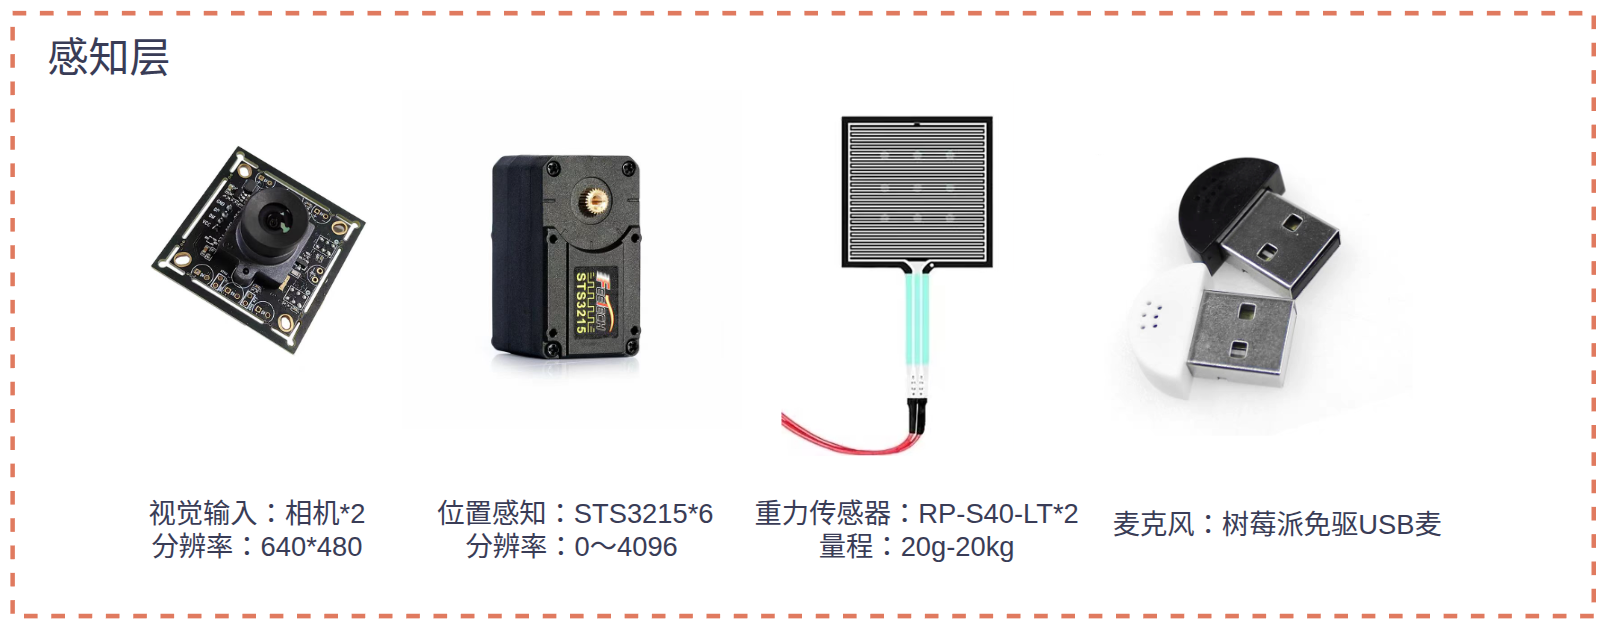 感知层
FEETECH
STS3215
视觉输入：相机*2
分辨率：640*480
位置感知：STS3215*6
分辨率：0～4096
重力传感器：RP-S40-LT*2
量程：20g-20kg
麦克风：树莓派免驱USB麦